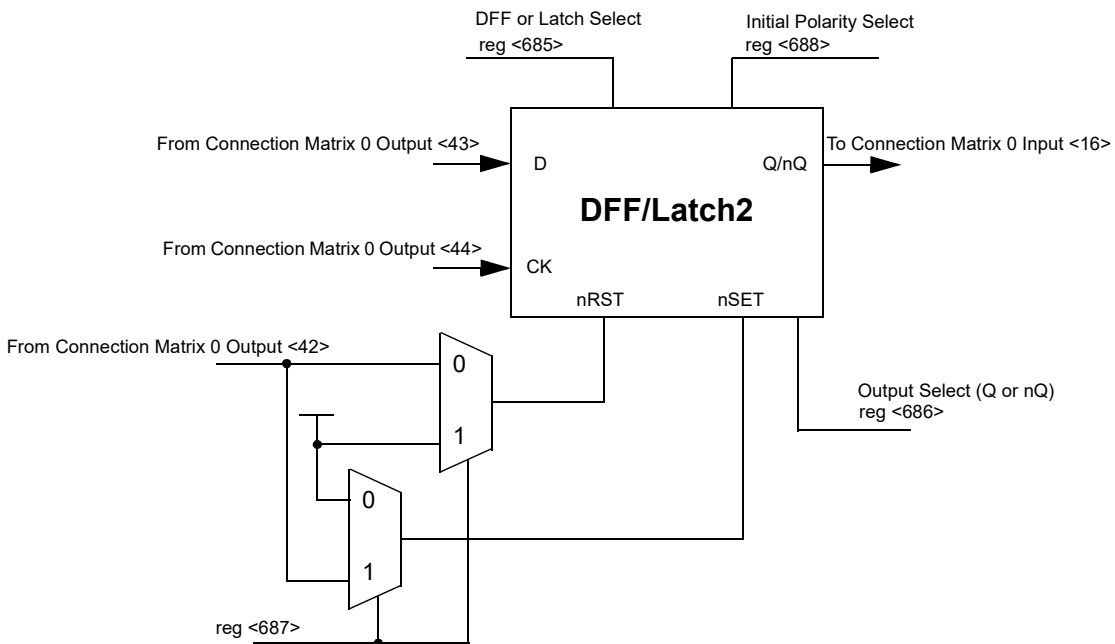 DFF or Latch Select
reg <685>
Initial Polarity Select
reg <688>
From Connection Matrix 0 Output <43>
To Connection Matrix 0 Input <16>
D
Q/nQ
DFF/Latch2
From Connection Matrix 0 Output <44>
CK
nRST
nSET
From Connection Matrix 0 Output <42>
0
1
Output Select (Q or nQ)
reg <686>
0
1
reg <687>